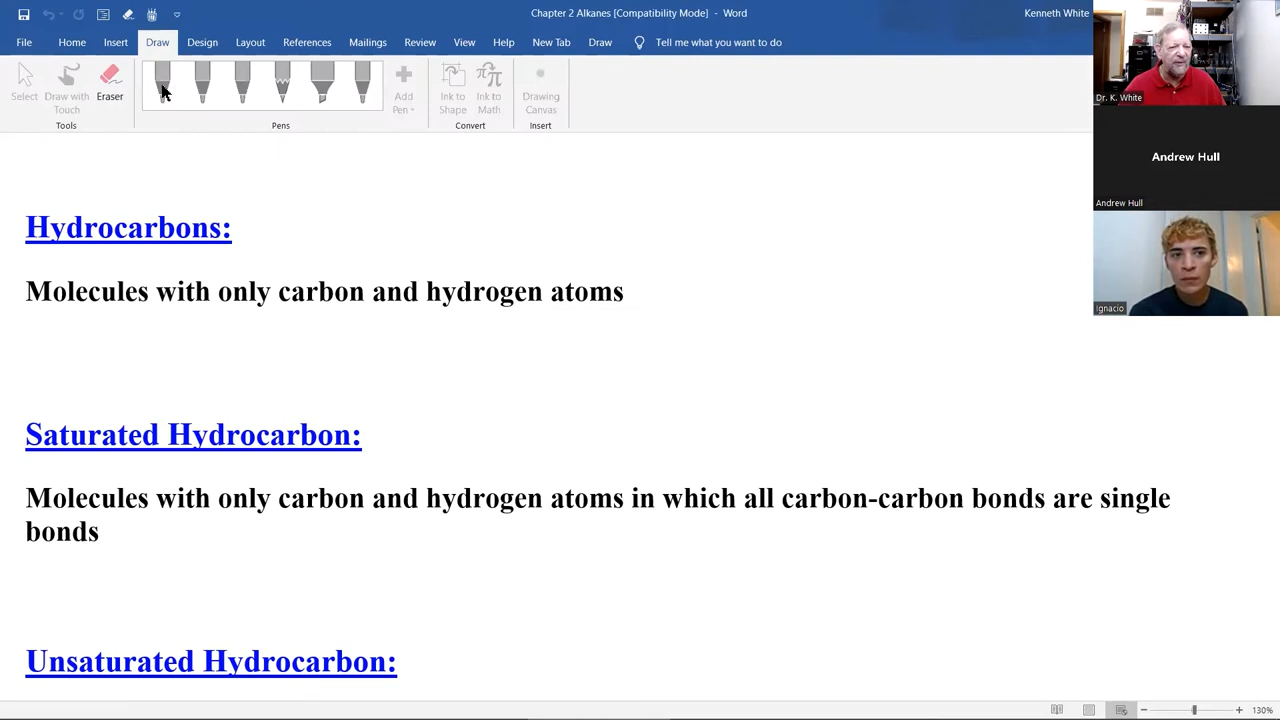 Chapter 2 Alkanes [Compatibility Mode] - Word
Kenneth White
File Home Insert Draw Design Layout References Mailings Review View Help New Tab Draw Tell me what you want to do
Select
Draw with Touch
Eraser
Tools
Pens
Add Pen
Ink to Shape
Ink to Math
Convert
Drawing Canvas
Insert
Dr. K. White
Andrew Hull
Andrew Hull
Ignacio
Hydrocarbons:
Molecules with only carbon and hydrogen atoms
Saturated Hydrocarbon:
Molecules with only carbon and hydrogen atoms in which all carbon-carbon bonds are single
bonds
Unsaturated Hydrocarbon:
130%